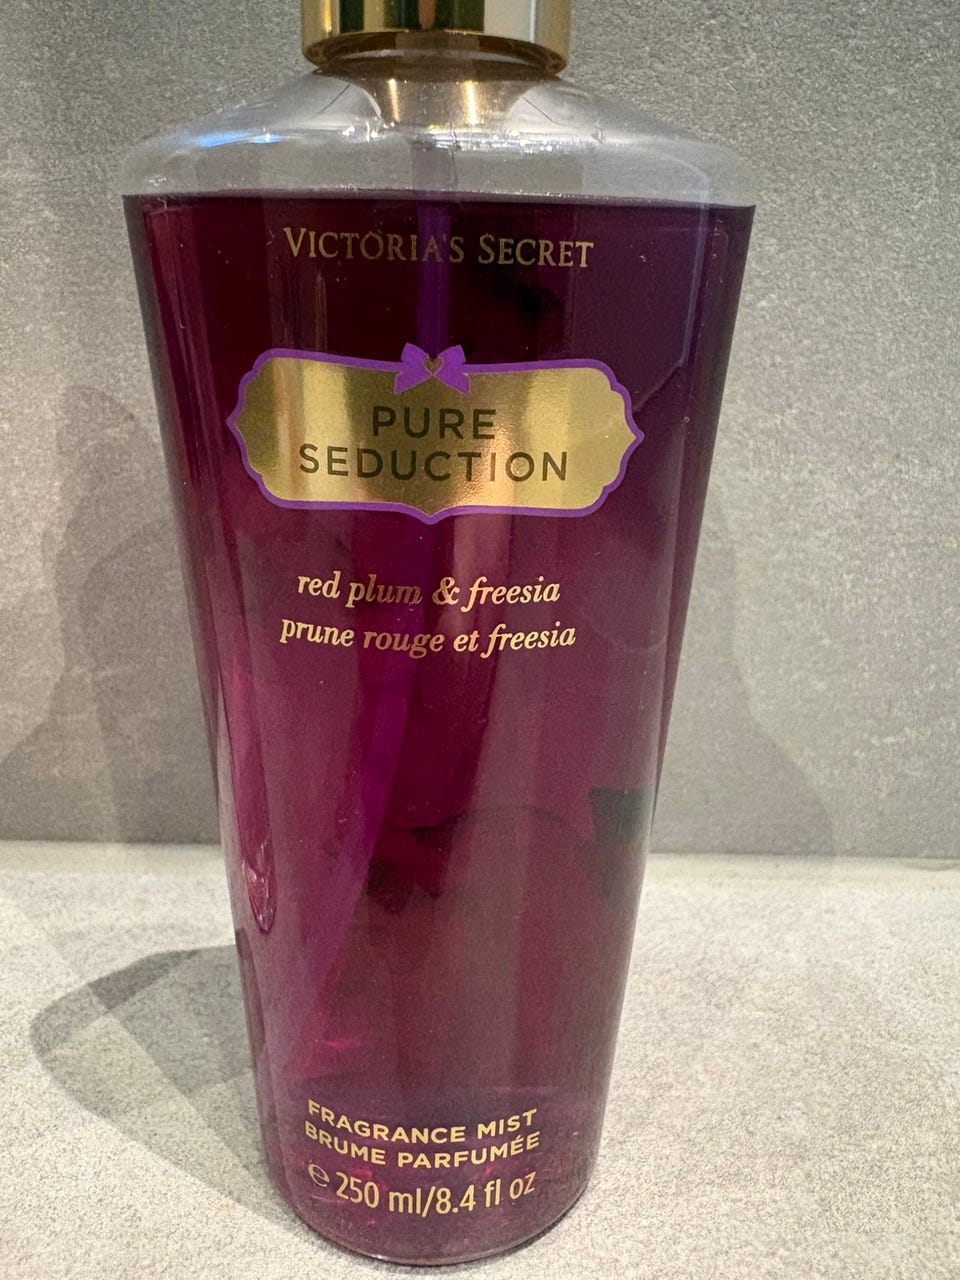 VICTORIA'S SECRET
PURE
SEDUCTION
red plum & freesia
prune rouge et freesia
FRAGRANCE MIST
BRUME PARFUMÉE
℮ 250 ml/8.4 fl oz